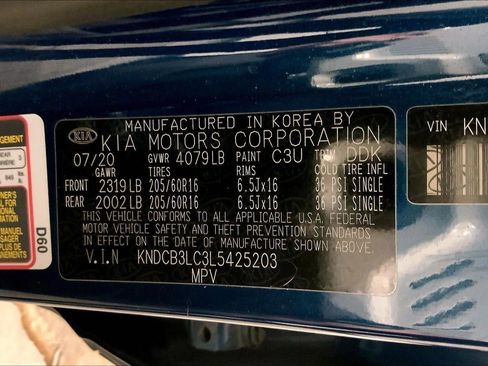 MANUFACTURED IN KOREA BY
KIA KIA MOTORS CORPORATION
07/20 GVWR 4079LB PAINT C3U TRIM DDK
GAWR TIRES RIMS COLD TIRE INFL
FRONT 2319LB 205/60R16 6.5Jx16 36 PSI SINGLE
REAR 2002LB 205/60R16 6.5Jx16 36 PSI SINGLE
THIS VEHICLE CONFORMS TO ALL APPLICABLE U.S.A. FEDERAL
MOTOR VEHICLE SAFETY AND THEFT PREVENTION STANDARDS
IN EFFECT ON THE DATE OF MANUFACTURE SHOWN ABOVE.
V.I.N KNDCB3LC3L5425203
MPV
D60
VIN KN